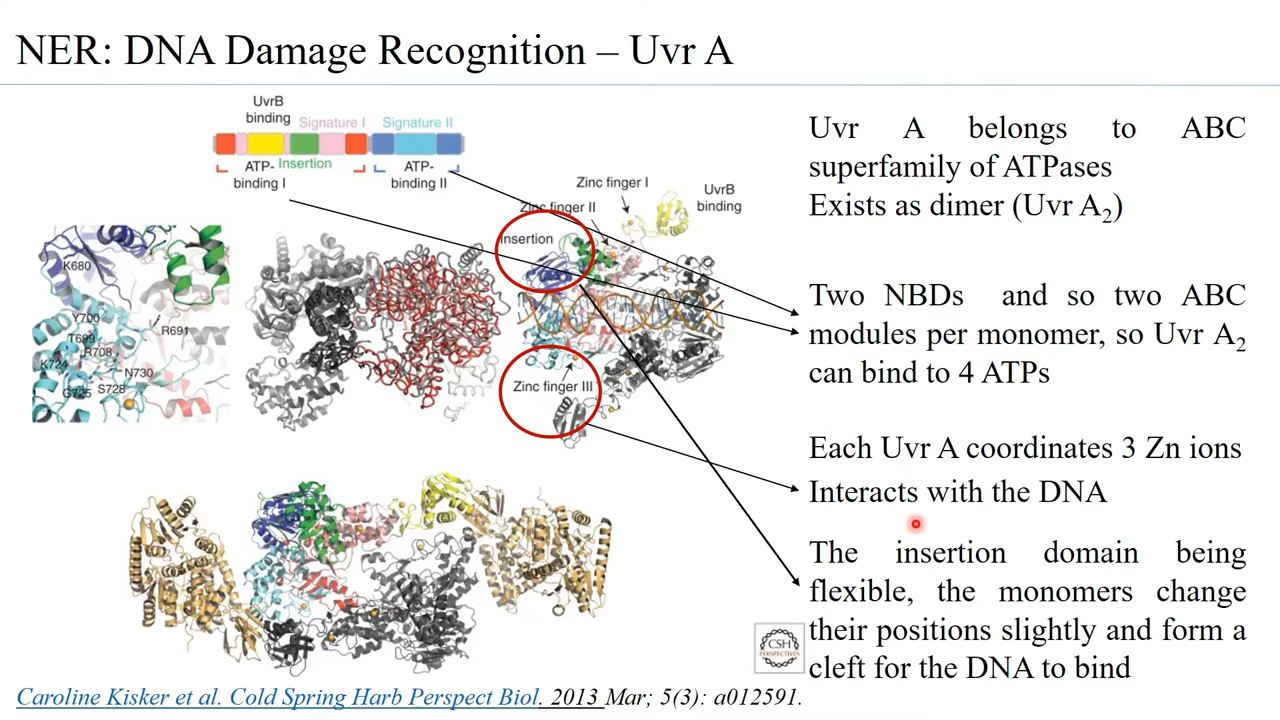 NER: DNA Damage Recognition – Uvr A
UvrB
binding
Signature I
Signature II
ATP-
binding I
Insertion
ATP-
binding II
Zinc finger I
Zinc finger II
UvrB
binding
Insertion
Zinc finger III
K680
Y700
T699
R708
R691
K724
N730
S728
G725
Uvr A belongs to ABC
superfamily of ATPases
Exists as dimer (Uvr A2)
Two NBDs and so two ABC
modules per monomer, so Uvr A2
can bind to 4 ATPs
Each Uvr A coordinates 3 Zn ions
Interacts with the DNA
The insertion domain being
flexible, the monomers change
their positions slightly and form a
cleft for the DNA to bind
CSH
PERSPECTIVES
Caroline Kisker et al. Cold Spring Harb Perspect Biol. 2013 Mar; 5(3): a012591.